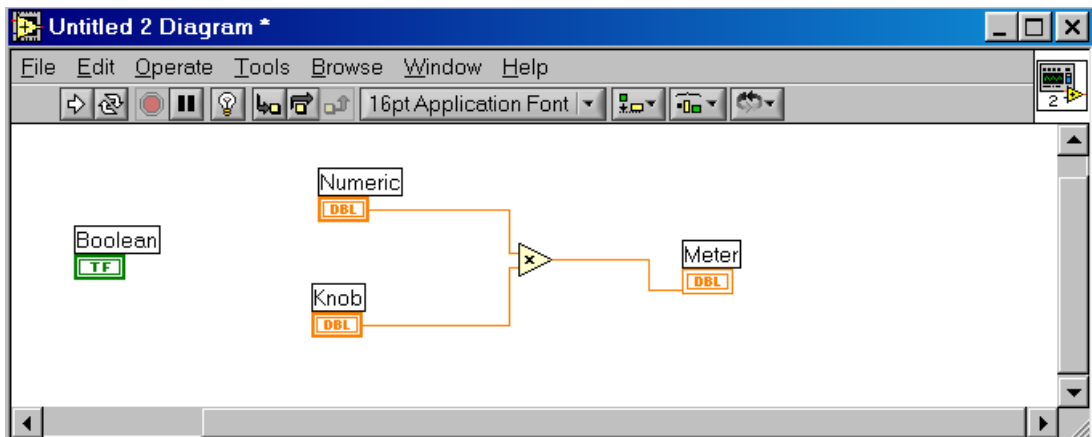 Untitled 2 Diagram *
File Edit Operate Tools Browse Window Help
16pt Application Font
2
Numeric
DBL
Boolean
TF
Meter
DBL
Knob
DBL